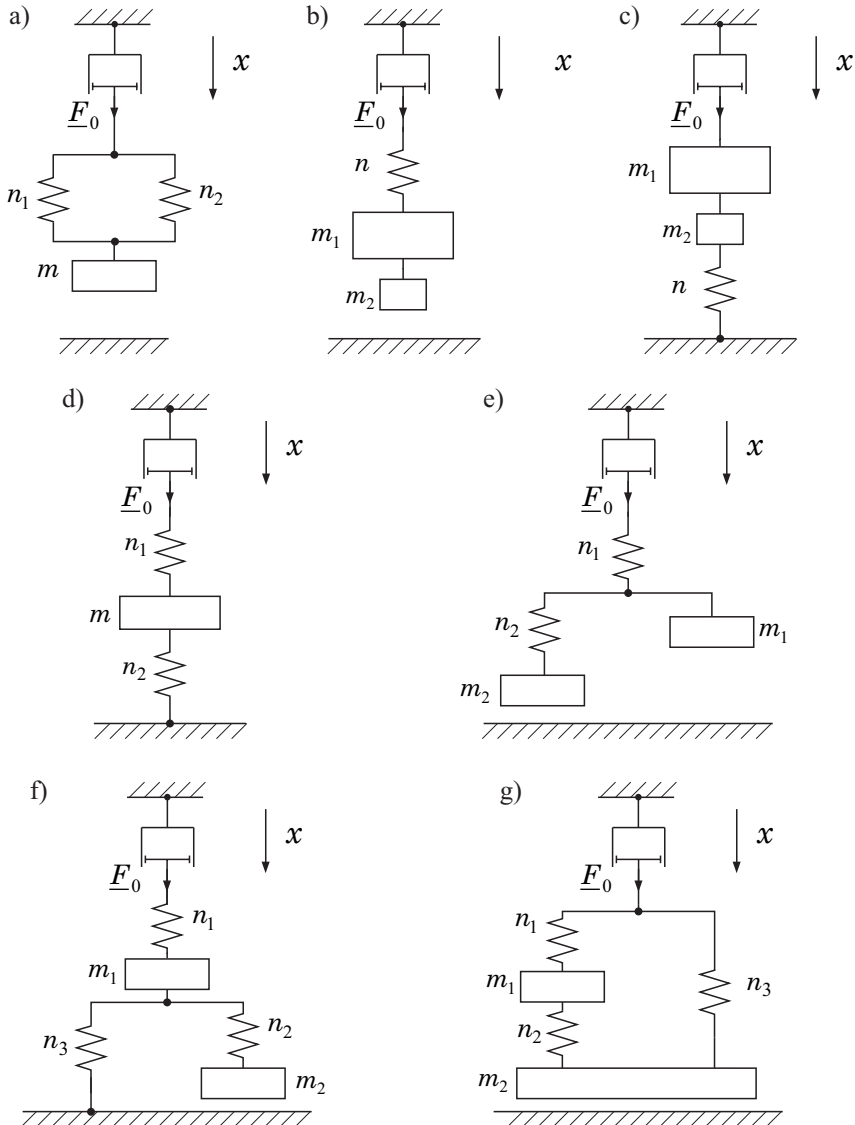 a)
x
F₀
n₁
n₂
m
b)
x
F₀
n
m₁
m₂
c)
x
F₀
m₁
m₂
n
d)
x
F₀
n₁
m
n₂
e)
x
F₀
n₁
n₂
m₁
m₂
f)
x
F₀
n₁
m₁
n₃
n₂
m₂
g)
x
F₀
n₁
m₁
n₃
n₂
m₂